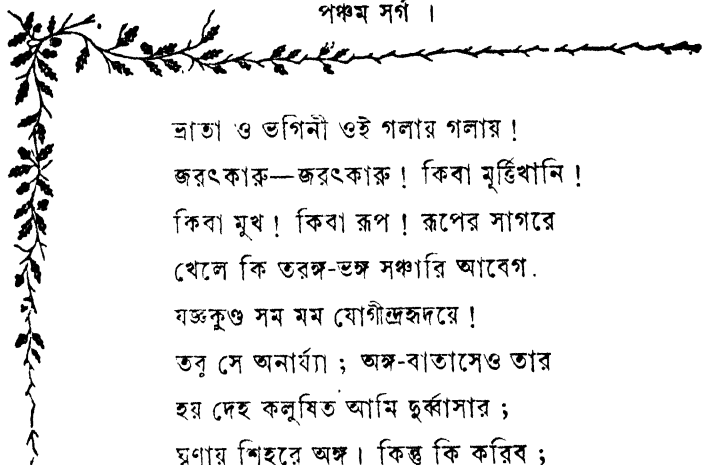 পঞ্চম সর্গ ।
ভ্রাতা ও ভগিনী ওই গলায় গলায় !
জরৎকারু—জরৎকারু ! কিবা মূর্ত্তিখানি !
কিবা মুখ ! কিবা রূপ ! রূপের সাগরে
খেলে কি তরঙ্গ-ভঙ্গ সঞ্চারি আবেগ.
যজ্ঞকুণ্ড সম মম যোগীন্দ্রহৃদয়ে !
তবু সে অনার্য্যা ; অঙ্গ-বাতাসেও তার
হয় দেহ কলুষিত আমি দুর্ব্বাসার ;
ঘৃণায় শিহরে অঙ্গ । কিন্তু কি করিব ;